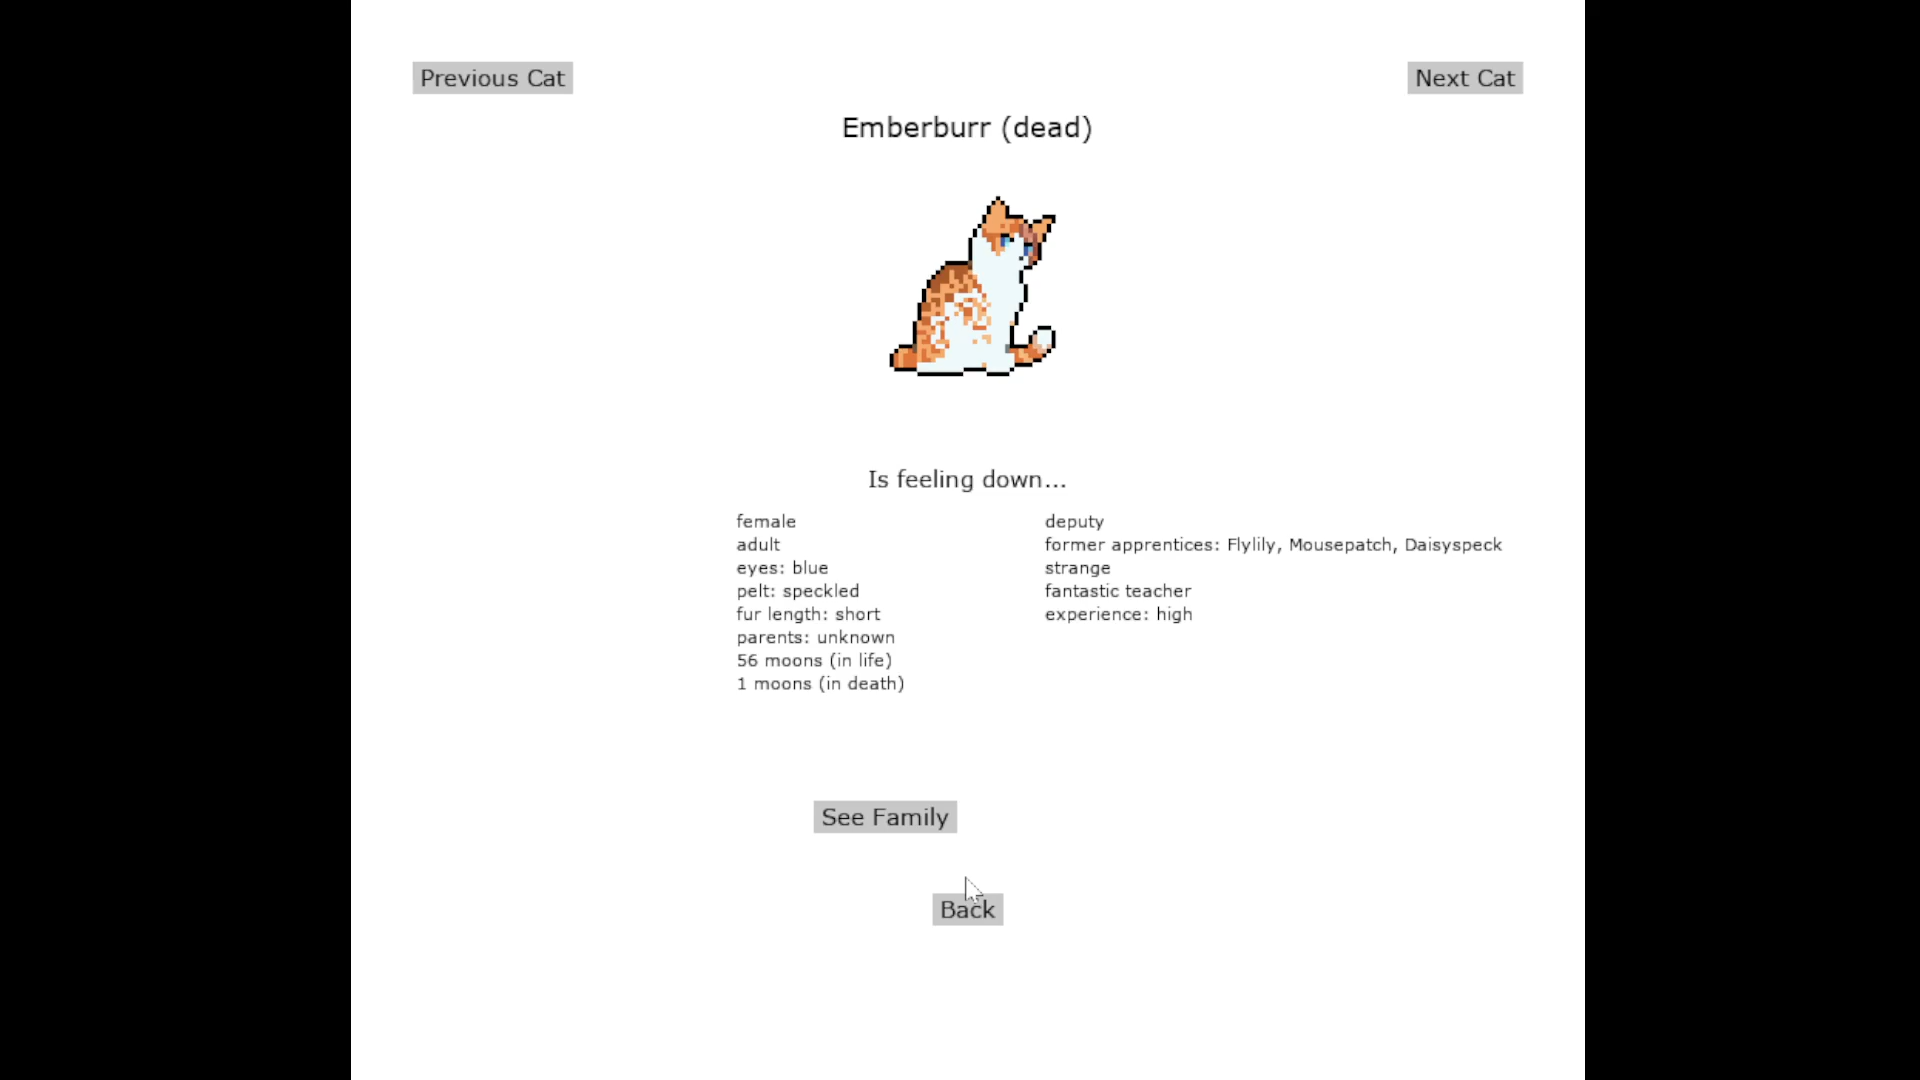 Previous Cat
Next Cat
Emberburr (dead)
Is feeling down...
female
adult
eyes: blue
pelt: speckled
fur length: short
parents: unknown
56 moons (in life)
1 moons (in death)
deputy
former apprentices: Flylily, Mousepatch, Daisyspeck
strange
fantastic teacher
experience: high
See Family
Back